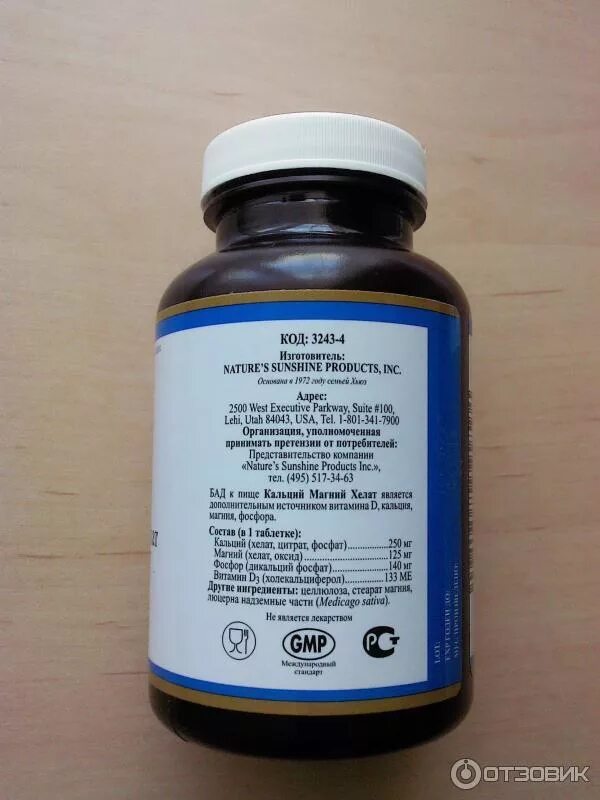 КОД: 3243-4
Изготовитель:
NATURE'S SUNSHINE PRODUCTS, INC.
Основана в 1972 году семьей Хьюз
Адрес:
2500 West Executive Parkway, Suite #100,
Lehi, Utah 84043, USA, Tel. 1-801-341-7900
Организация, уполномоченная
принимать претензии от потребителей:
Представительство компании
«Nature's Sunshine Products Inc.»,
тел. (495) 517-34-63
БАД к пище Кальций Магний Хелат является
дополнительным источником витамина D, кальция,
магния, фосфора.
Состав (в 1 таблетке):
Кальций (хелат, цитрат, фосфат)...............250 мг
Магний (хелат, оксид)...............125 мг
Фосфор (дикальций фосфат)...............140 мг
Витамин D3 (холекальциферол)...............133 МЕ
Другие ингредиенты: целлюлоза, стеарат магния,
люцерна надземные части (Medicago sativa).
Не является лекарством
GMP
РСТ
Международный
стандарт
LOT:
EXP/ГОДЕН ДО:
ОТЗОВИК